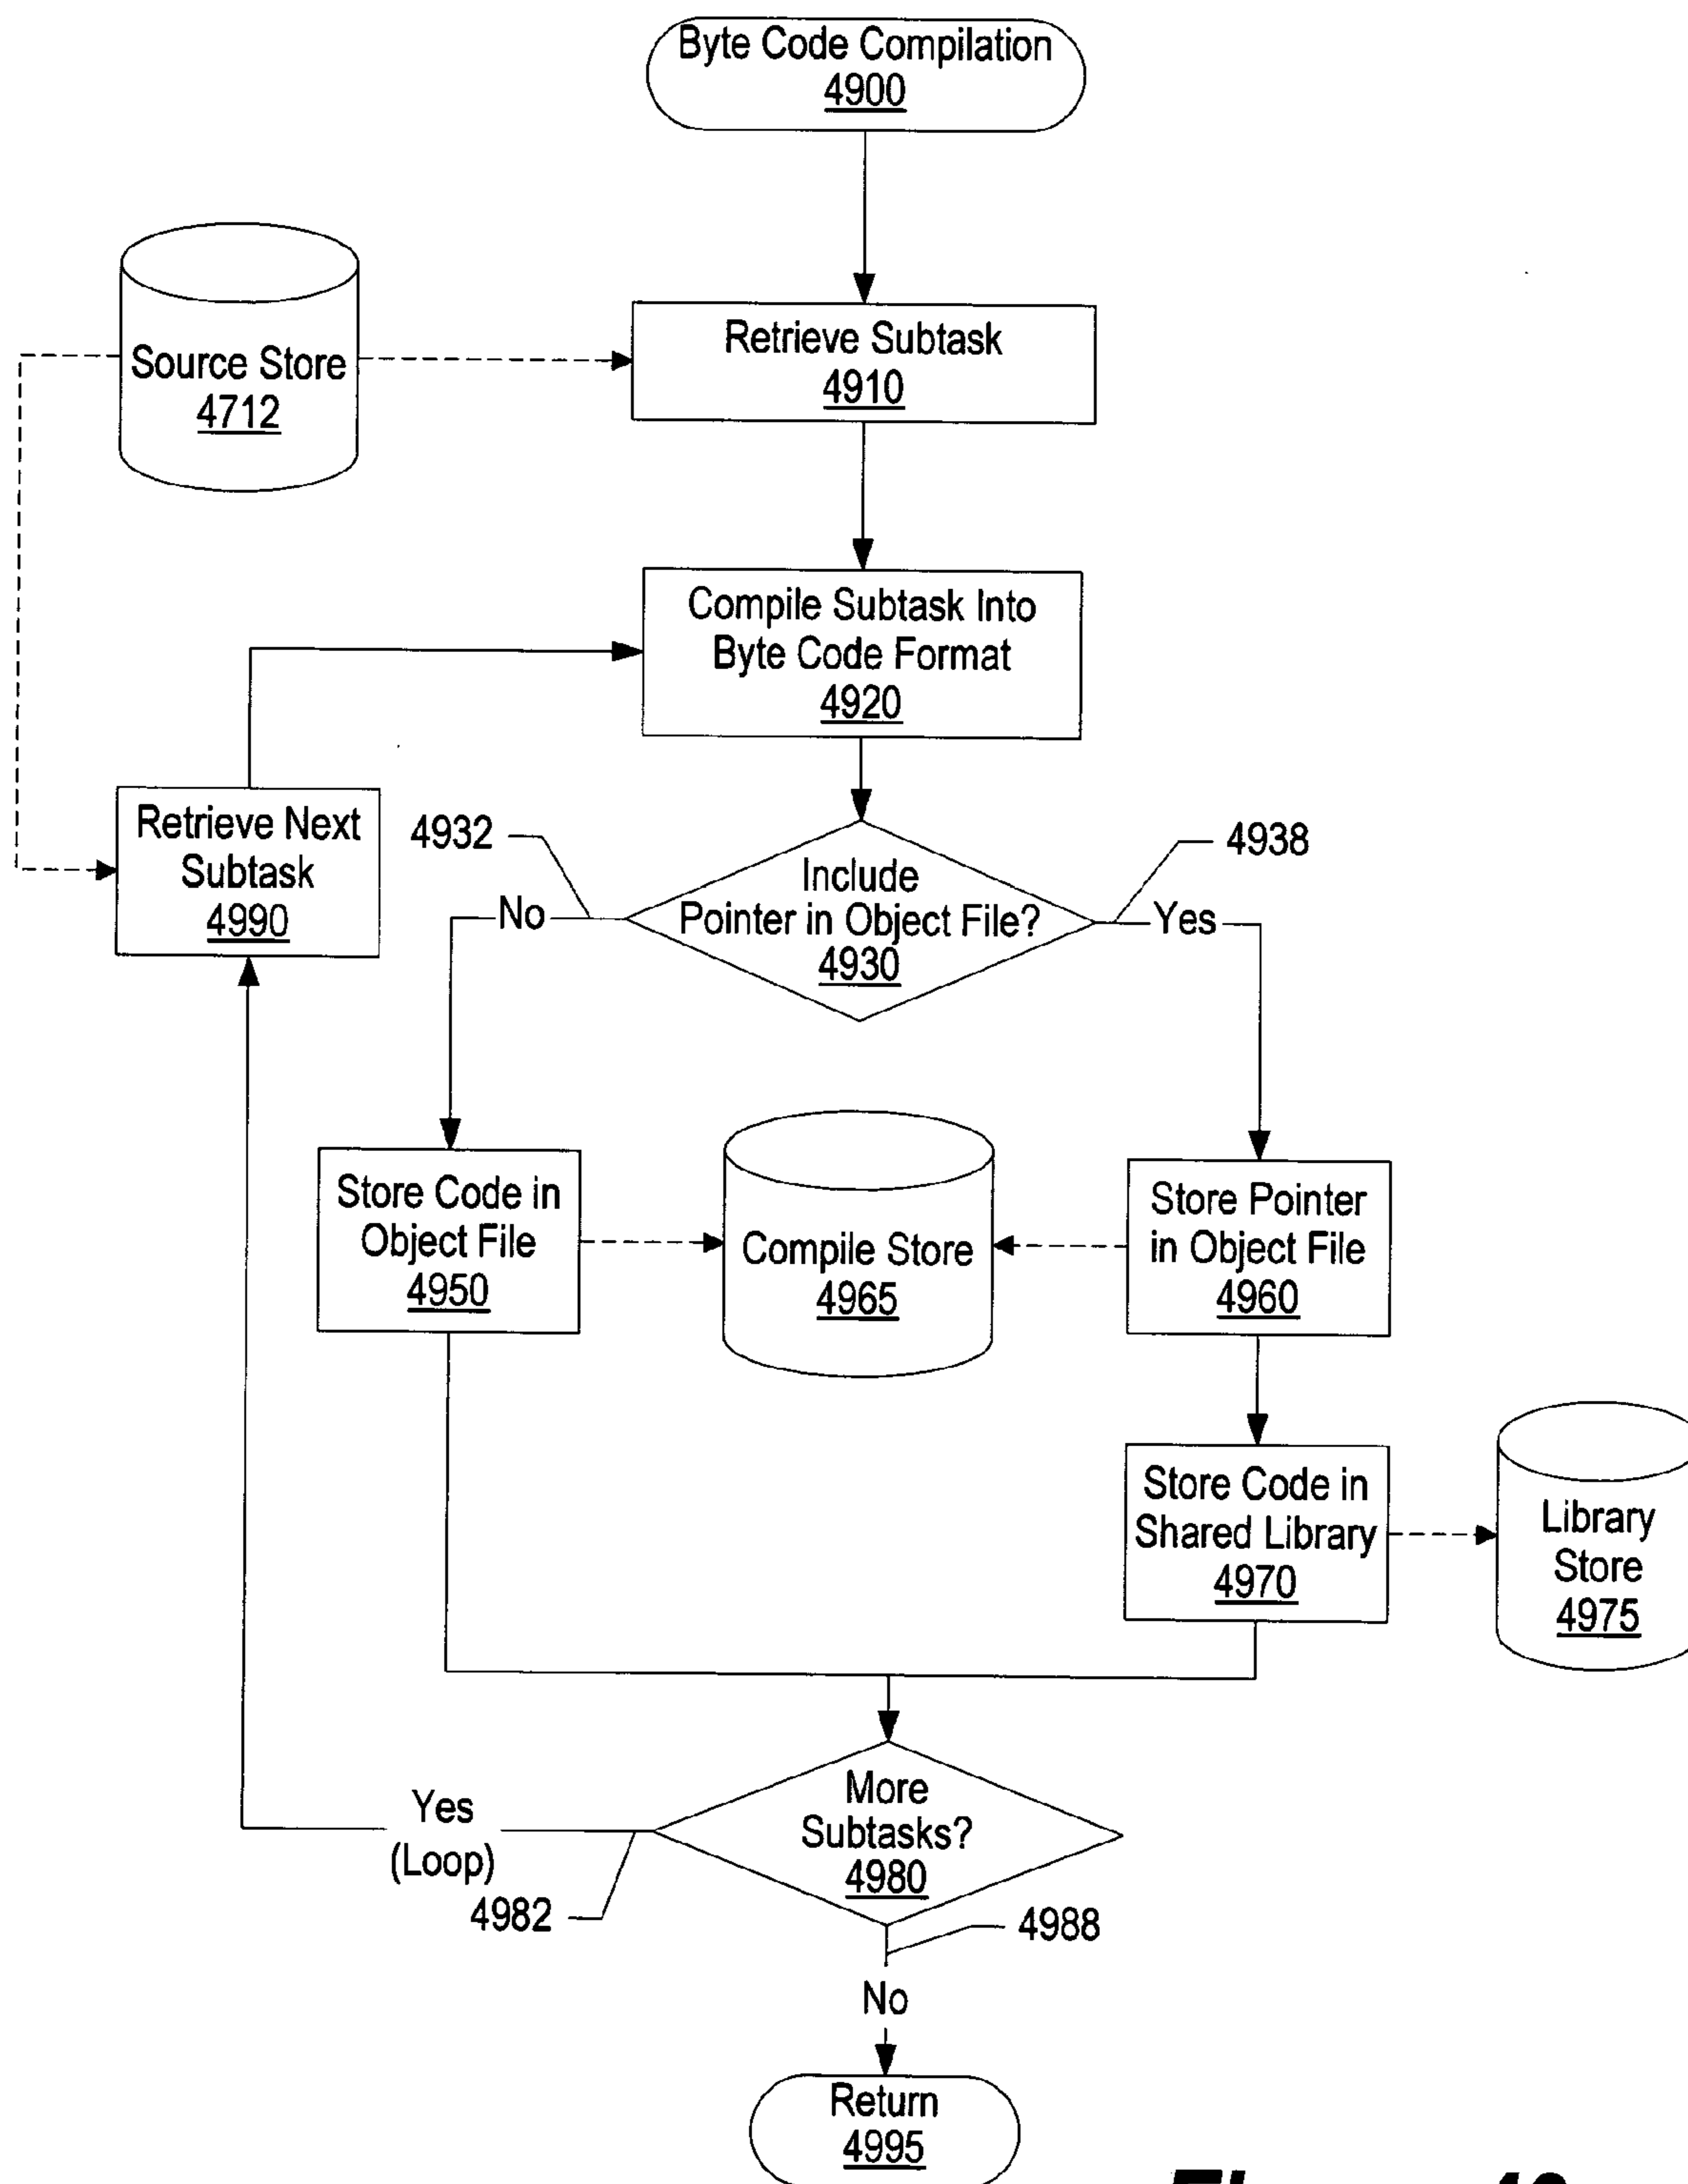 Byte Code Compilation
4900
Source Store
4712
Retrieve Subtask
4910
Compile Subtask Into
Byte Code Format
4920
Retrieve Next
Subtask
4990
4932
No
Include
Pointer in Object File?
4930
4938
Yes
Store Code in
Object File
4950
Compile Store
4965
Store Pointer
in Object File
4960
Store Code in
Shared Library
4970
Library
Store
4975
Yes
(Loop)
4982
More
Subtasks?
4980
4988
No
Return
4995